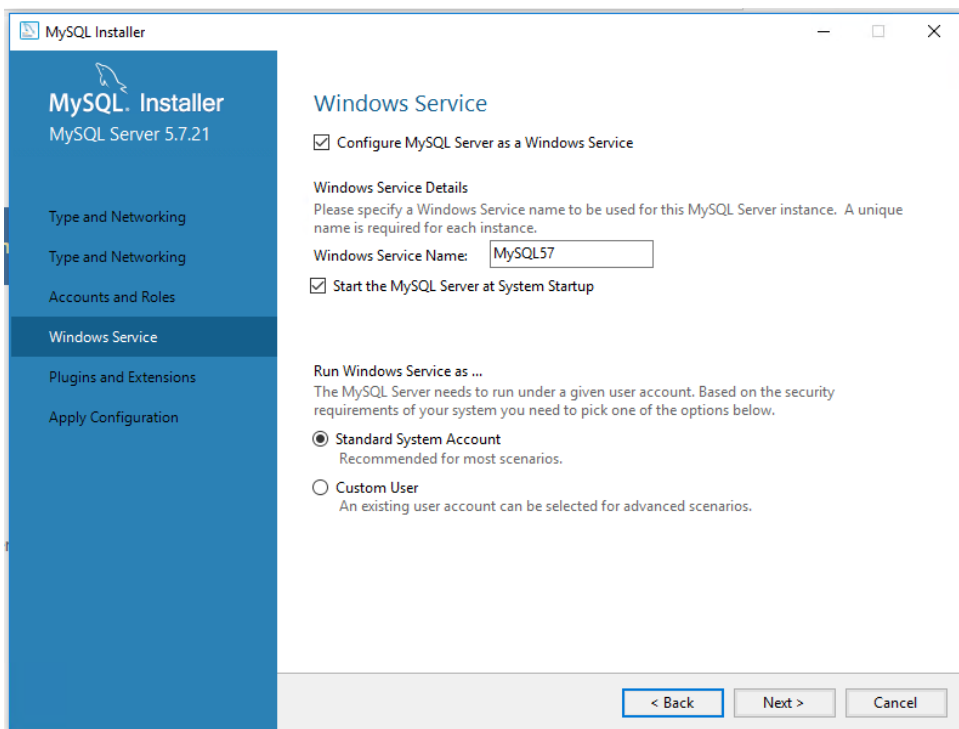 MySQL Installer
MySQL. Installer
MySQL Server 5.7.21
Type and Networking
Type and Networking
Accounts and Roles
Windows Service
Plugins and Extensions
Apply Configuration
Windows Service
Configure MySQL Server as a Windows Service
Windows Service Details
Please specify a Windows Service name to be used for this MySQL Server instance. A unique
name is required for each instance.
Windows Service Name: MySQL57
Start the MySQL Server at System Startup
Run Windows Service as ...
The MySQL Server needs to run under a given user account. Based on the security
requirements of your system you need to pick one of the options below.
Standard System Account
Recommended for most scenarios.
Custom User
An existing user account can be selected for advanced scenarios.
< Back Next > Cancel